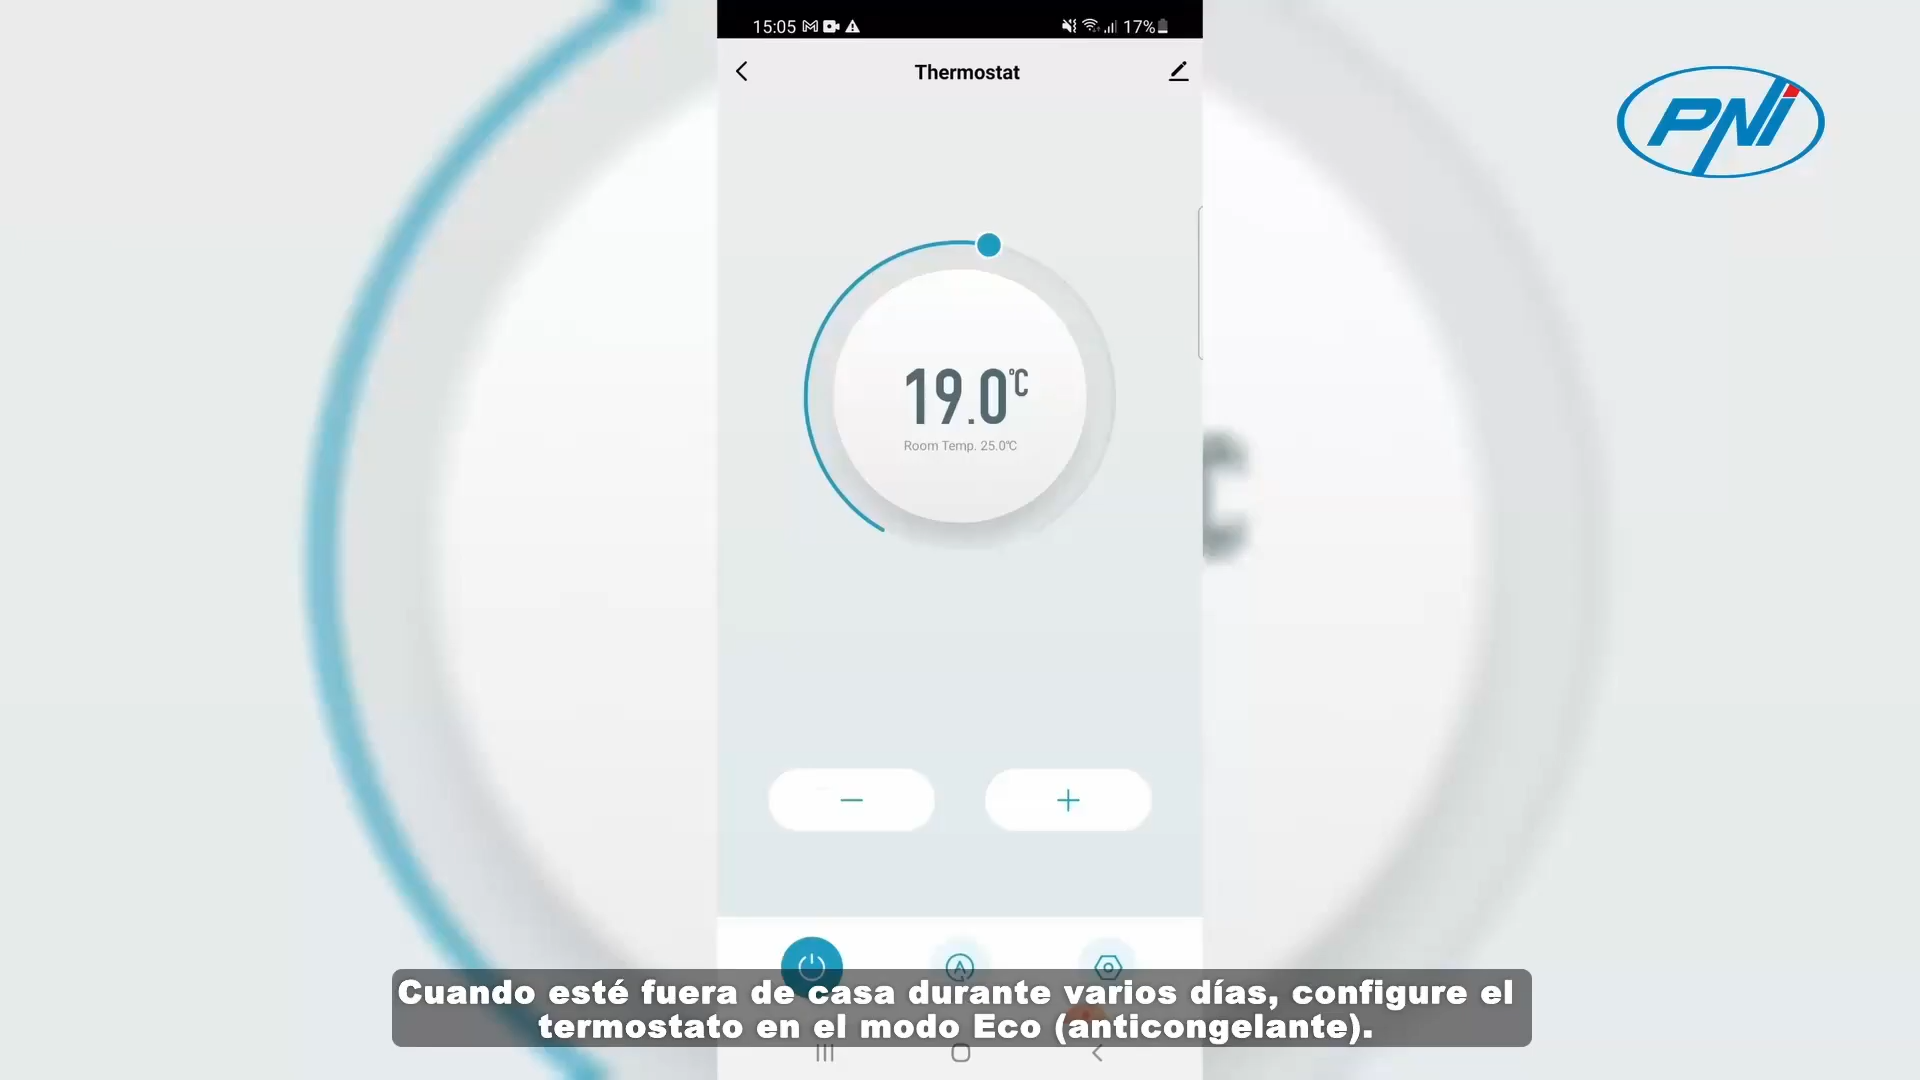 15:05
17%
Thermostat
PNI
19.0°C
Room Temp. 25.0°C
A
Cuando esté fuera de casa durante varios días, configure el
termostato en el modo Eco (anticongelante).